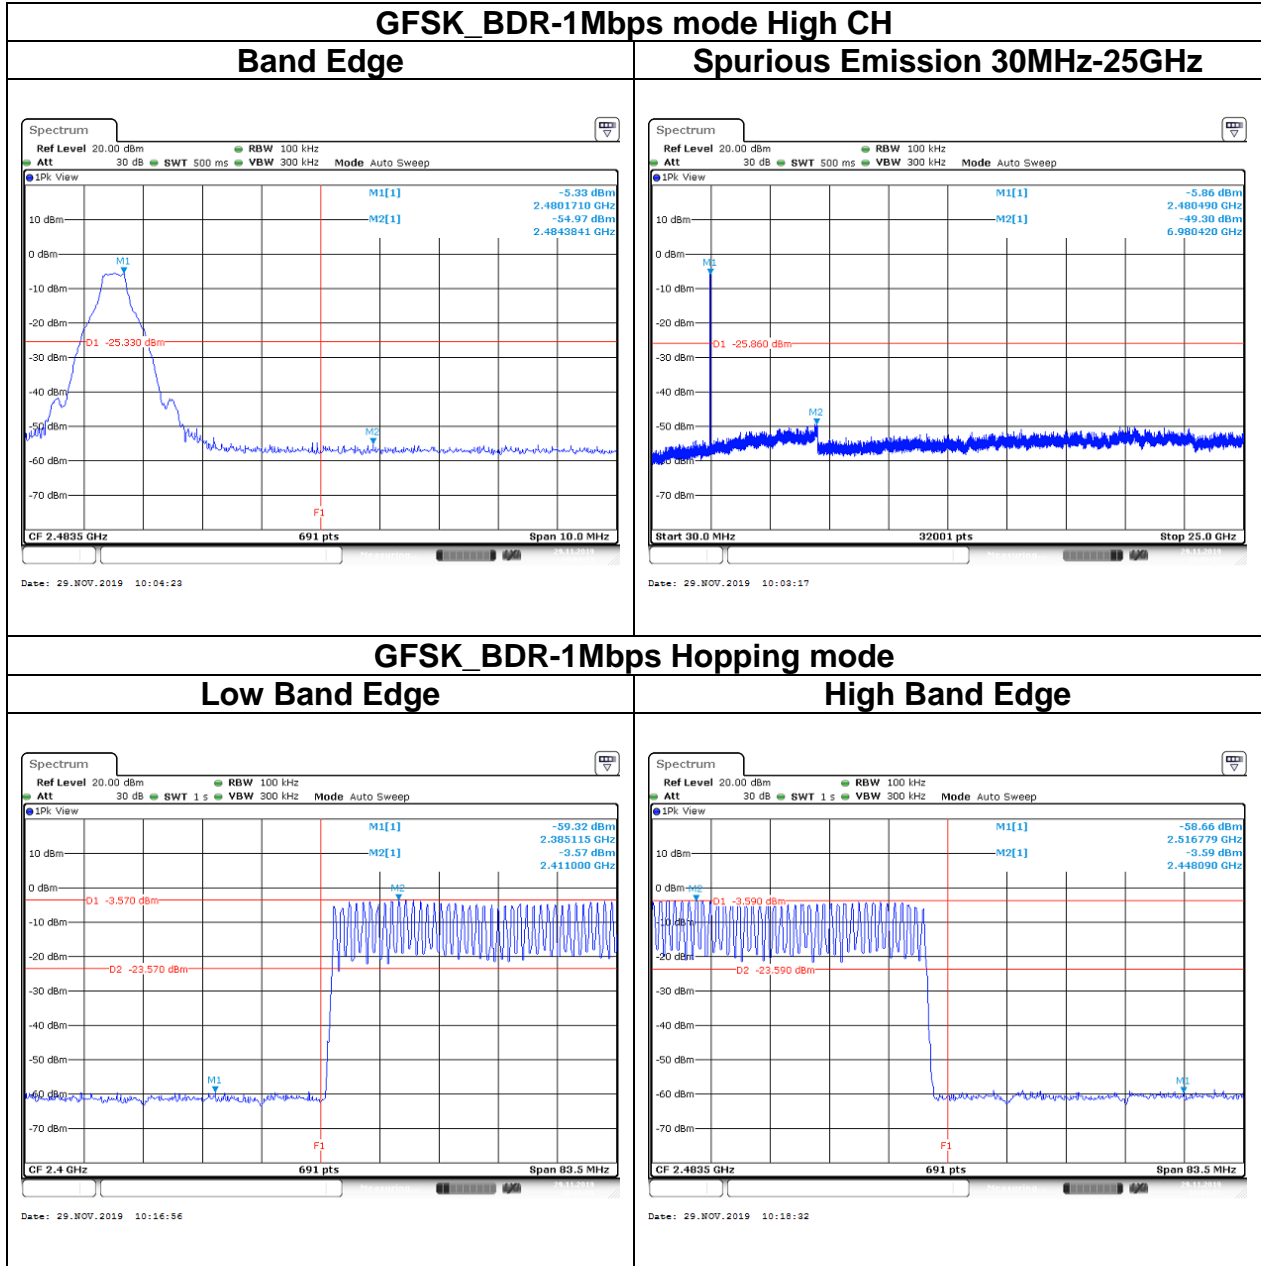 GFSK_BDR-1Mbps mode High CH
Band Edge
Spurious Emission 30MHz-25GHz
Spectrum
Ref Level 20.00 dBm RBW 100 kHz
Att 30 dB SWT 500 ms VBW 300 kHz Mode Auto Sweep
1Pk View
M1[1] -5.33 dBm
2.4801710 GHz
M2[1] -54.97 dBm
2.4843841 GHz
10 dBm
0 dBm
M1
-10 dBm
-20 dBm
D1 -25.330 dBm
-30 dBm
-40 dBm
-50 dBm
M2
-60 dBm
-70 dBm
F1
CF 2.4835 GHz 691 pts Span 10.0 MHz
Date: 29.NOV.2019 10:04:23
Spectrum
Ref Level 20.00 dBm RBW 100 kHz
Att 30 dB SWT 500 ms VBW 300 kHz Mode Auto Sweep
1Pk View
M1[1] -5.86 dBm
2.480490 GHz
M2[1] -49.30 dBm
6.980420 GHz
10 dBm
0 dBm
M1
-10 dBm
-20 dBm
D1 -25.860 dBm
-30 dBm
-40 dBm
M2
-50 dBm
-60 dBm
-70 dBm
Start 30.0 MHz 32001 pts Stop 25.0 GHz
Date: 29.NOV.2019 10:03:17
GFSK_BDR-1Mbps Hopping mode
Low Band Edge
High Band Edge
Spectrum
Ref Level 20.00 dBm RBW 100 kHz
Att 30 dB SWT 1 s VBW 300 kHz Mode Auto Sweep
1Pk View
M1[1] -59.32 dBm
2.385115 GHz
M2[1] -3.57 dBm
2.411000 GHz
10 dBm
0 dBm
M2
D1 -3.570 dBm
-10 dBm
-20 dBm
D2 -23.570 dBm
-30 dBm
-40 dBm
-50 dBm
M1
-60 dBm
-70 dBm
F1
CF 2.4 GHz 691 pts Span 83.5 MHz
Date: 29.NOV.2019 10:16:56
Spectrum
Ref Level 20.00 dBm RBW 100 kHz
Att 30 dB SWT 1 s VBW 300 kHz Mode Auto Sweep
1Pk View
M1[1] -58.66 dBm
2.516779 GHz
M2[1] -3.59 dBm
2.448090 GHz
10 dBm
0 dBm
M2
D1 -3.590 dBm
-10 dBm
-20 dBm
D2 -23.590 dBm
-30 dBm
-40 dBm
-50 dBm
M1
-60 dBm
-70 dBm
F1
CF 2.4835 GHz 691 pts Span 83.5 MHz
Date: 29.NOV.2019 10:18:32